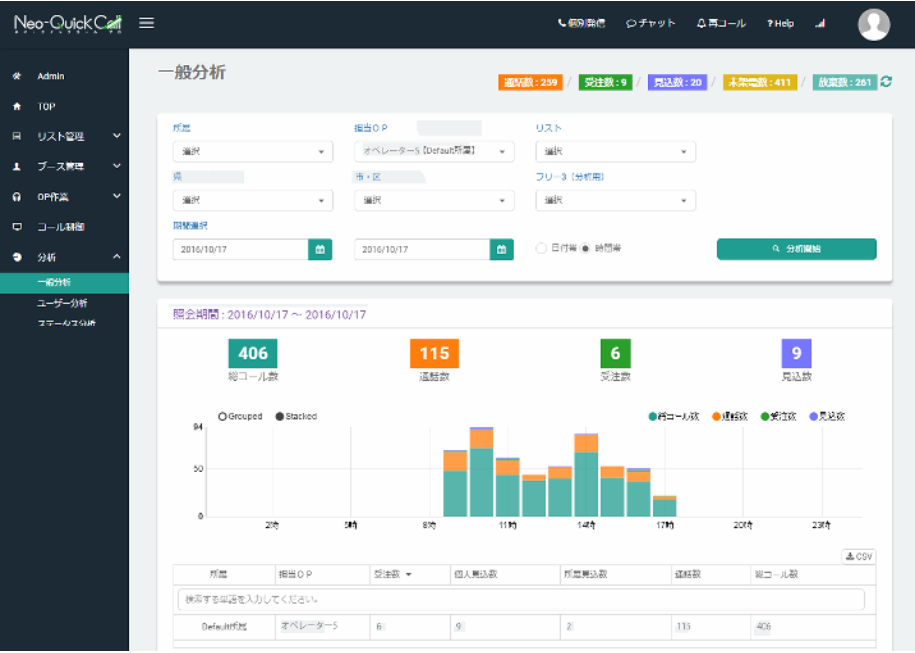 Neo-QuickCall
個別発信 チャット 再コール ? Help
Admin
TOP
リスト管理
ブース管理
OP作業
コール制御
分析
一般分析
ユーザー分析
ステータス分析
一般分析
通話数 : 259 / 受注数 : 9 / 見込数 : 20 / 未架電数 : 411 / 放棄数 : 261
所属 担当OP リスト
選択 オペレーター5【Default所属】 選択
県 市・区 フリー3（分析用）
選択 選択 選択
期間選択
2016/10/17 2016/10/17 日付帯 時間帯 分析開始
照会期間 : 2016/10/17 ～ 2016/10/17
406 115 6 9
総コール数 通話数 受注数 見込数
Grouped Stacked 総コール数 通話数 受注数 見込数
94
50
0
2時 5時 8時 11時 14時 17時 20時 23時
CSV
所属 担当OP 受注数 個人見込数 所属見込数 通話数 総コール数
検索する単語を入力してください。
Default所属 オペレーター5 6 9 2 115 406